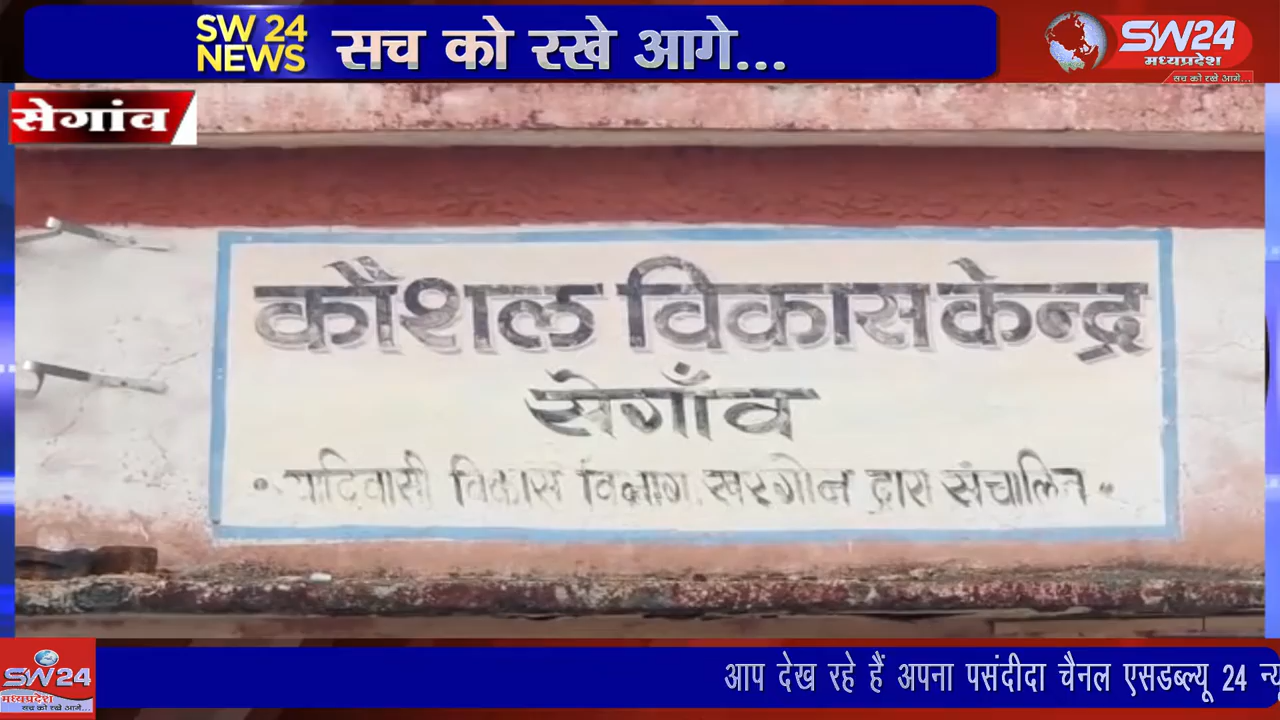 SW 24 NEWS
सच को रखे आगे...
SW24
मध्यप्रदेश
सच को रखे आगे...
सेगांव
कौशल विकास केन्द्र
सेगाँव
आदिवासी विकास विभाग खरगोन द्वारा संचालित
SW24
मध्यप्रदेश
सच को रखे आगे...
आप देख रहे हैं अपना पसंदीदा चैनल एसडब्ल्यू 24 न्यू